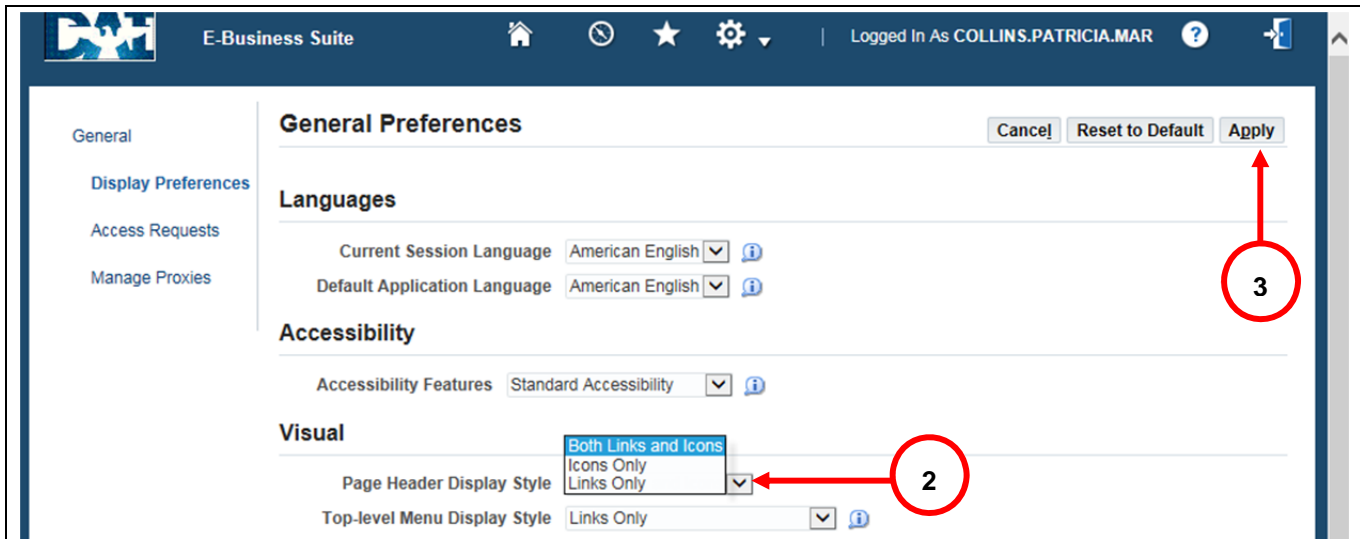 DAI E-Business Suite | Logged In As COLLINS.PATRICIA.MAR ?
General
Display Preferences
Access Requests
Manage Proxies
General Preferences
Cancel Reset to Default Apply
Languages
Current Session Language American English
Default Application Language American English
3
Accessibility
Accessibility Features Standard Accessibility
Visual
Both Links and Icons
Icons Only
Page Header Display Style Links Only
2
Top-level Menu Display Style Links Only